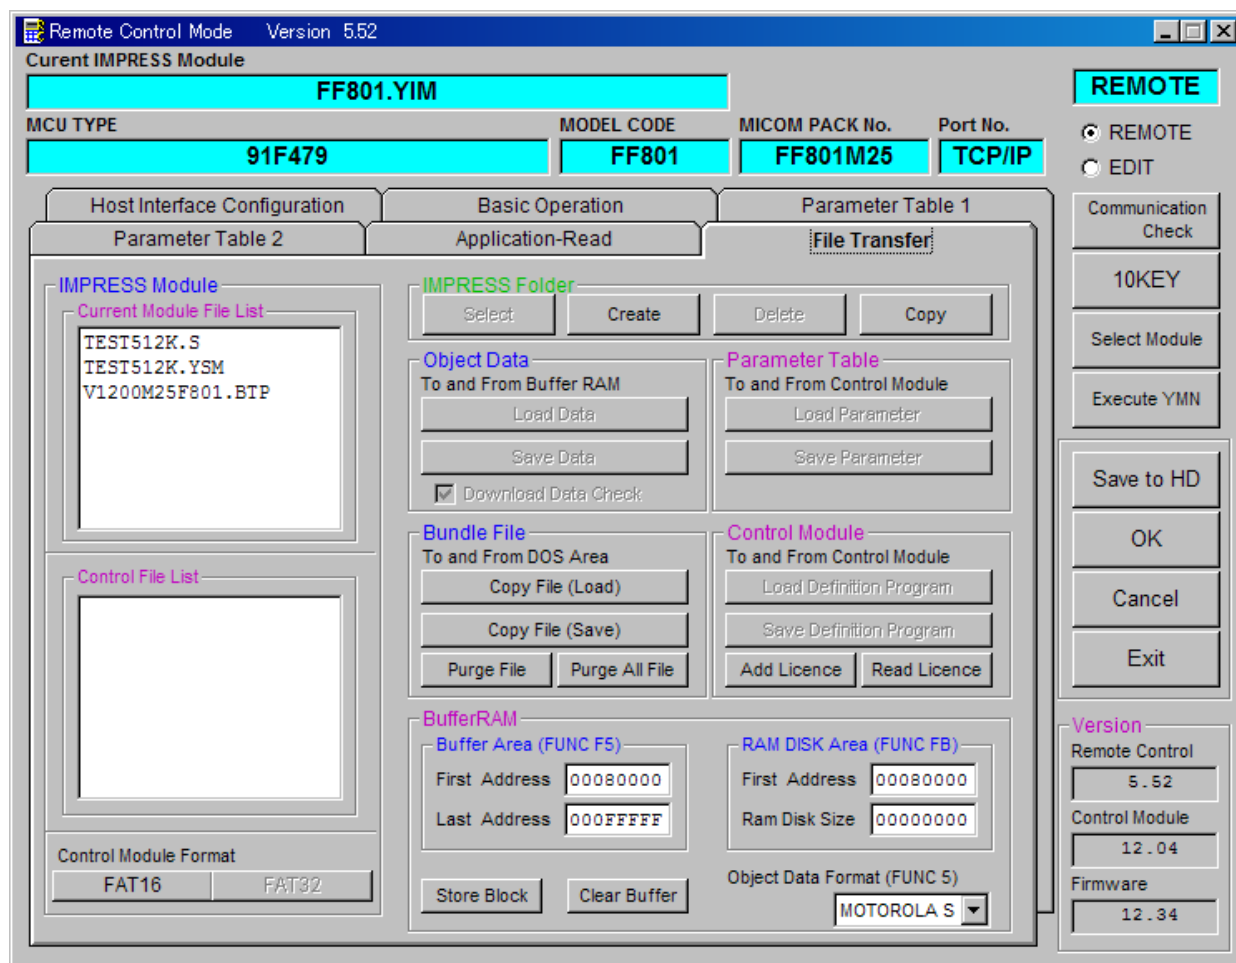 Remote Control Mode Version 5.52
Curent IMPRESS Module
FF801.YIM
MCU TYPE
MODEL CODE
MICOM PACK No.
Port No.
91F479
FF801
FF801M25
TCP/IP
REMOTE
REMOTE
EDIT
Host Interface Configuration
Basic Operation
Parameter Table 1
Parameter Table 2
Application-Read
File Transfer
IMPRESS Module
Current Module File List
TEST512K.S
TEST512K.YSM
V1200M25F801.BTP
Control File List
Control Module Format
FAT16
FAT32
IMPRESS Folder
Select
Create
Delete
Copy
Object Data
To and From Buffer RAM
Load Data
Save Data
Download Data Check
Parameter Table
To and From Control Module
Load Parameter
Save Parameter
Bundle File
To and From DOS Area
Copy File (Load)
Copy File (Save)
Purge File
Purge All File
Control Module
To and From Control Module
Load Definition Program
Save Definition Program
Add Licence
Read Licence
BufferRAM
Buffer Area (FUNC F5)
First Address 00080000
Last Address 000FFFFF
RAM DISK Area (FUNC FB)
First Address 00080000
Ram Disk Size 00000000
Store Block
Clear Buffer
Object Data Format (FUNC 5)
MOTOROLA S
Communication
Check
10KEY
Select Module
Execute YMN
Save to HD
OK
Cancel
Exit
Version
Remote Control
5.52
Control Module
12.04
Firmware
12.34